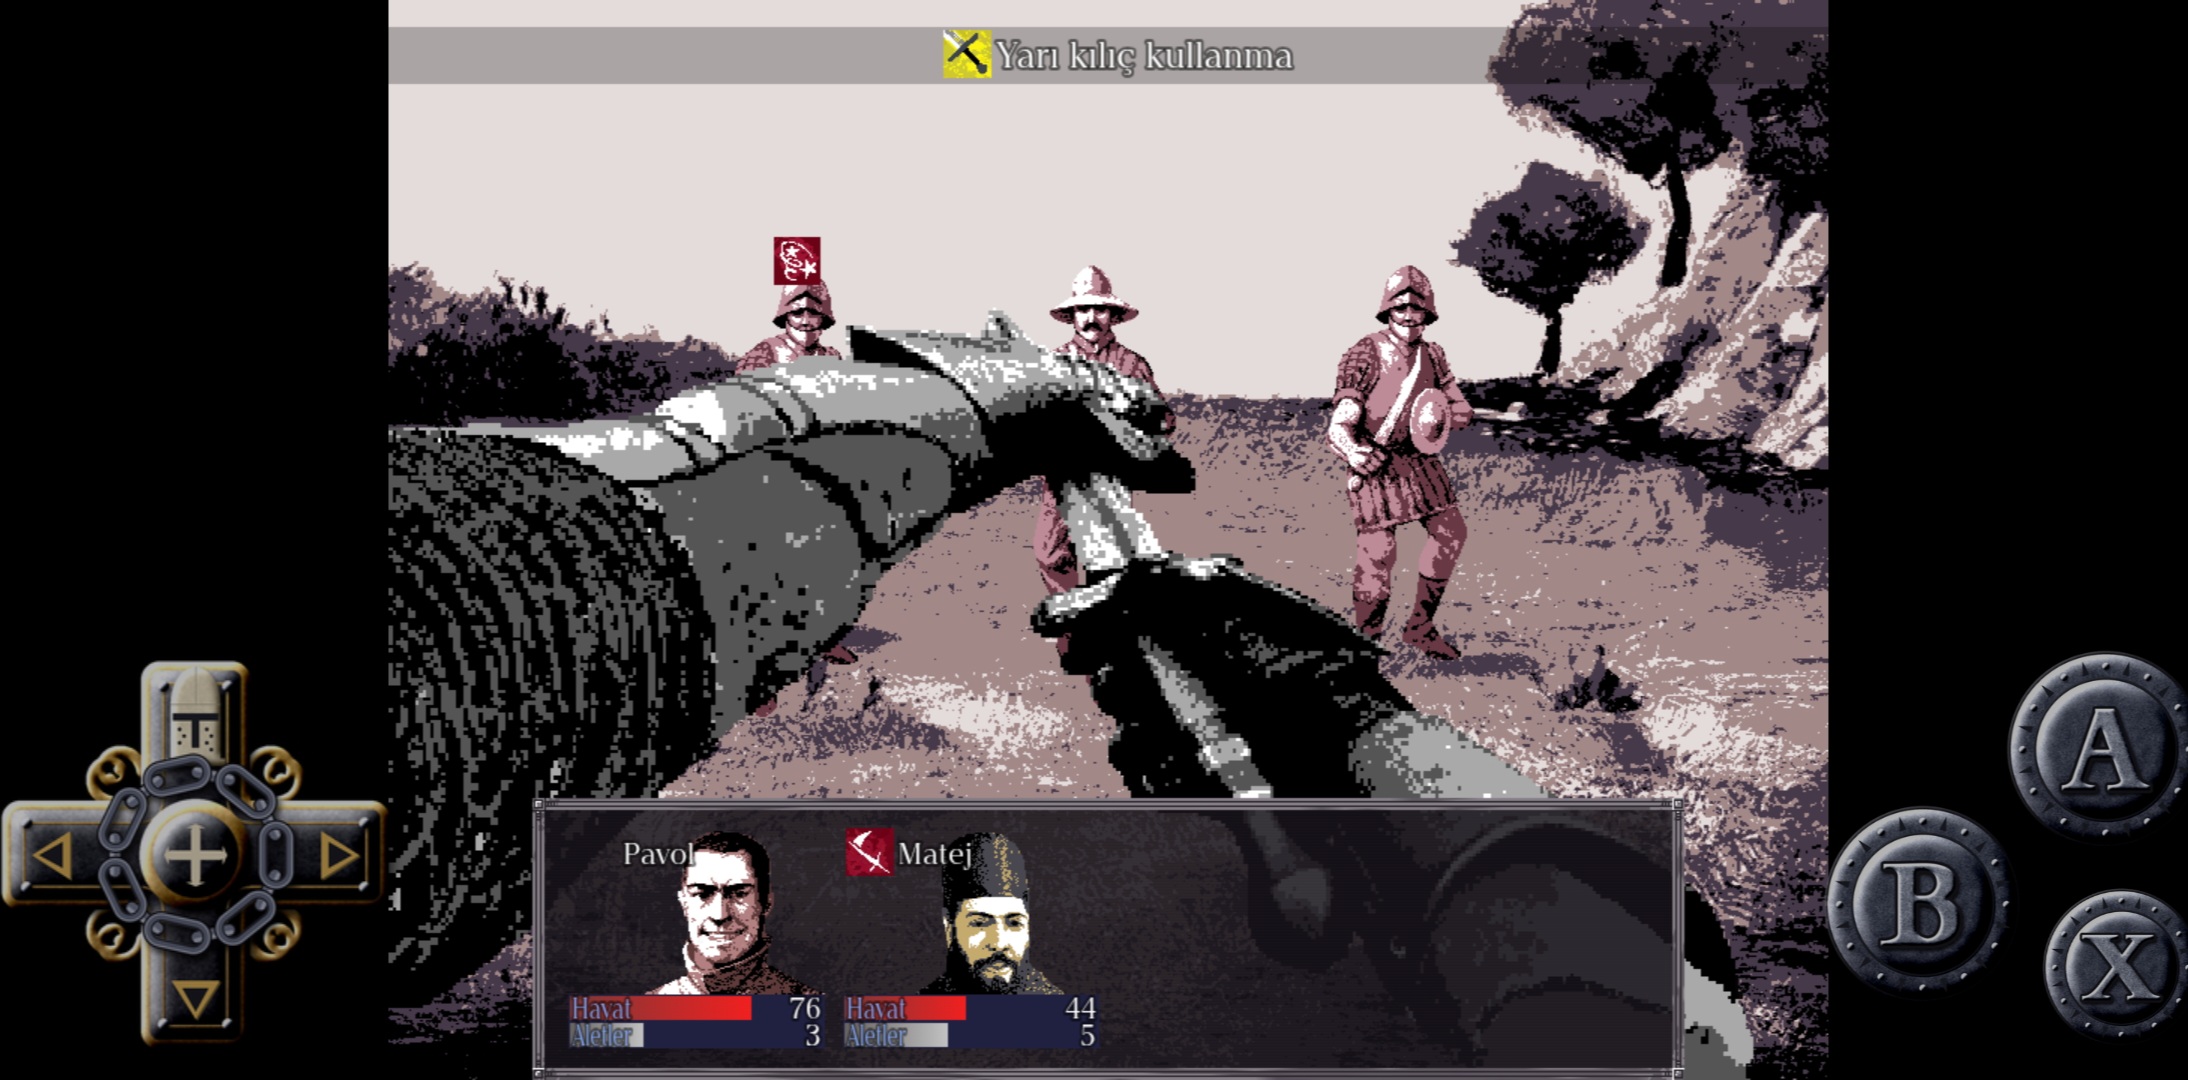 Yarı kılıç kullanma
Pavol
Matej
Hayat 76
Hayat 44
Aletler 3
Aletler 5
A
B
X